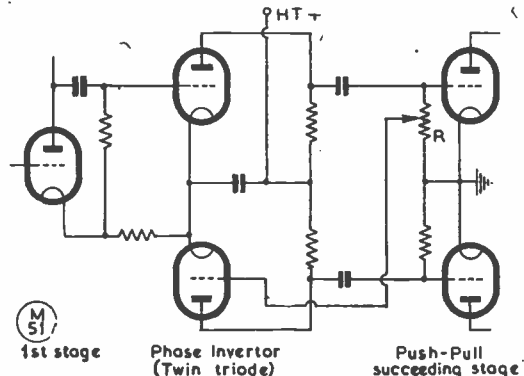 HT+
R
M
51
1st stage
Phase Invertor
(Twin triode)
Push-Pull
succeeding stage